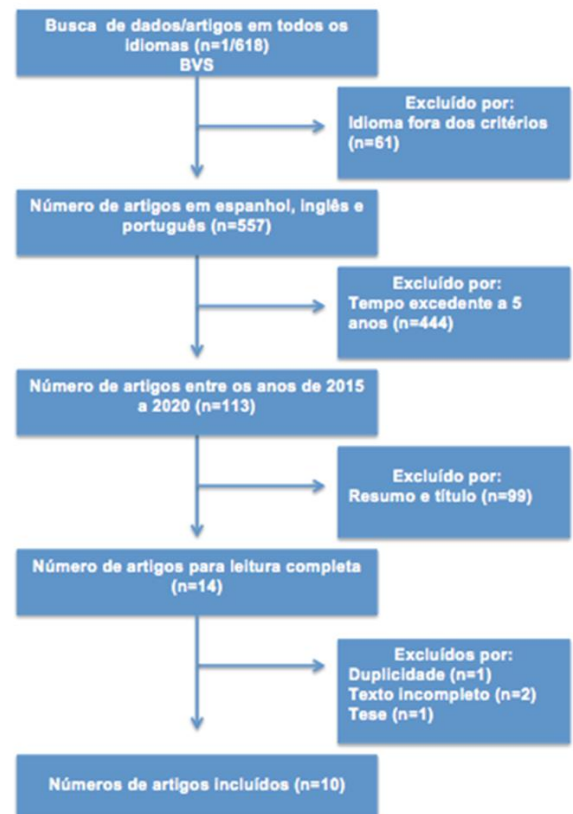 Busca de dados/artigos em todos os
idiomas (n=1/618)
BVS
Excluído por:
Idioma fora dos critérios
(n=61)
Número de artigos em espanhol, inglês e
português (n=557)
Excluído por:
Tempo excedente a 5
anos (n=444)
Número de artigos entre os anos de 2015
a 2020 (n=113)
Excluído por:
Resumo e título (n=99)
Número de artigos para leitura completa
(n=14)
Excluídos por:
Duplicidade (n=1)
Texto incompleto (n=2)
Tese (n=1)
Números de artigos incluídos (n=10)